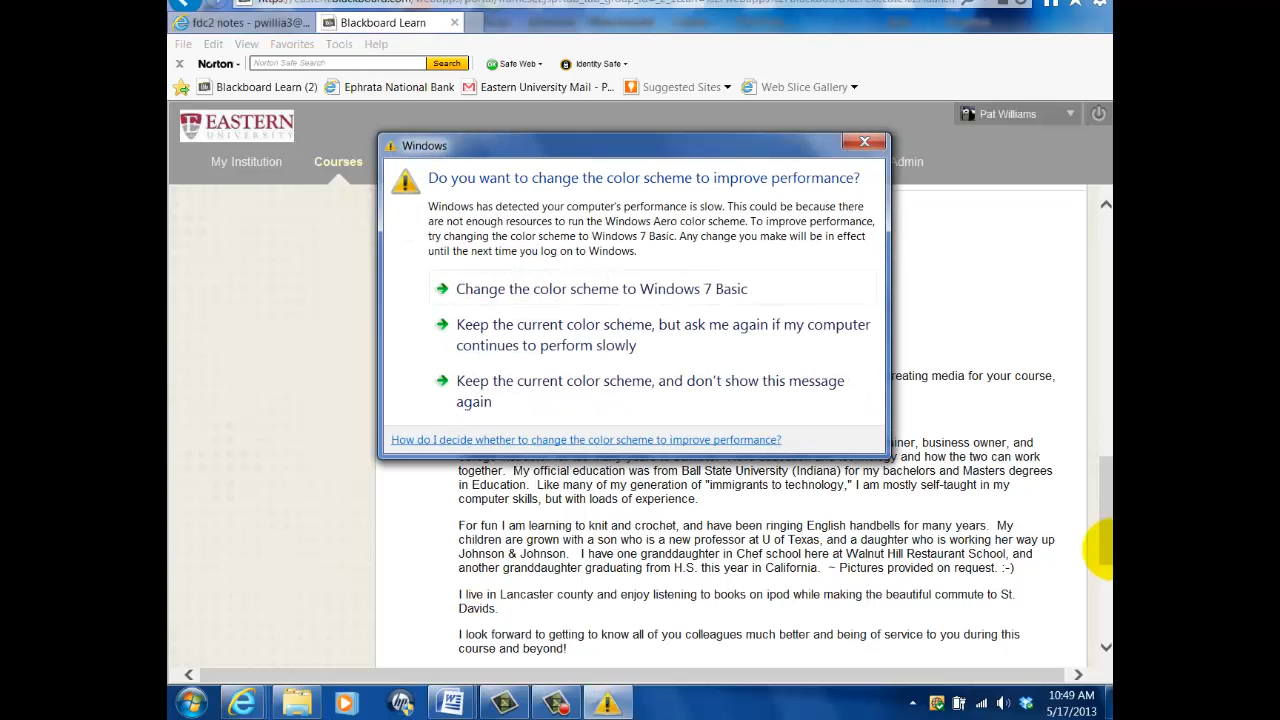 fdc2 notes - pwillia3@...
Blackboard Learn
File Edit View Favorites Tools Help
Norton Norton Safe Search Search Safe Web Identity Safe
Blackboard Learn (2) Ephrata National Bank Eastern University Mail - P... Suggested Sites Web Slice Gallery
EASTERN
UNIVERSITY
Pat Williams
My Institution Courses Admin
Windows
Do you want to change the color scheme to improve performance?
Windows has detected your computer's performance is slow. This could be because there
are not enough resources to run the Windows Aero color scheme. To improve performance,
try changing the color scheme to Windows 7 Basic. Any change you make will be in effect
until the next time you log on to Windows.
Change the color scheme to Windows 7 Basic
Keep the current color scheme, but ask me again if my computer
continues to perform slowly
Keep the current color scheme, and don't show this message
again
How do I decide whether to change the color scheme to improve performance?
reating media for your course,
business owner, and
and how the two can work
together. My official education was from Ball State University (Indiana) for my bachelors and Masters degrees
in Education. Like many of my generation of "immigrants to technology," I am mostly self-taught in my
computer skills, but with loads of experience.
For fun I am learning to knit and crochet, and have been ringing English handbells for many years. My
children are grown with a son who is a new professor at U of Texas, and a daughter who is working her way up
Johnson & Johnson. I have one granddaughter in Chef school here at Walnut Hill Restaurant School, and
another granddaughter graduating from H.S. this year in California. ~ Pictures provided on request. :-)
I live in Lancaster county and enjoy listening to books on ipod while making the beautiful commute to St.
Davids.
I look forward to getting to know all of you colleagues much better and being of service to you during this
course and beyond!
10:49 AM
5/17/2013